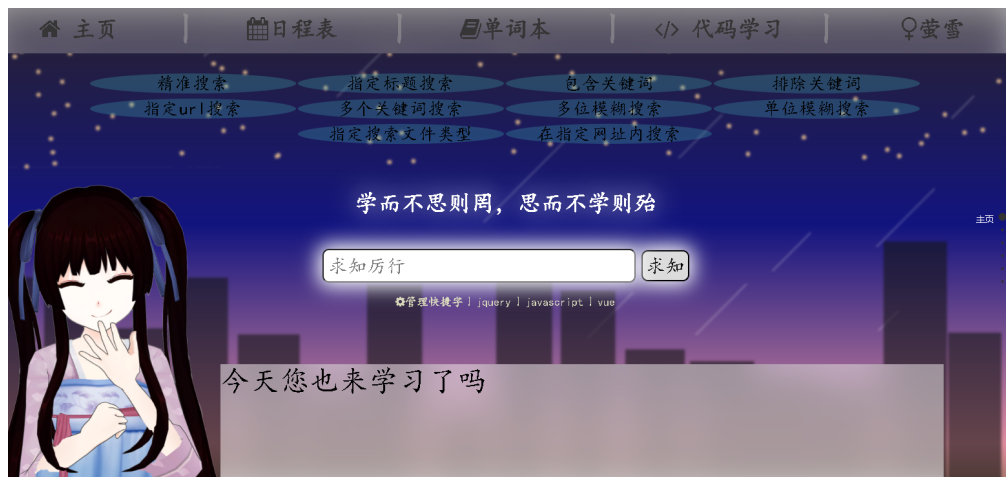 主页 日程表 单词本 </> 代码学习 萤雪
精准搜索 指定标题搜索 包含关键词 排除关键词
指定url搜索 多个关键词搜索 多位模糊搜索 单位模糊搜索
指定搜索文件类型 在指定网址内搜索
学而不思则罔，思而不学则殆
主页
求知厉行 求知
管理快捷字 | jquery | javascript | vue
今天您也来学习了吗